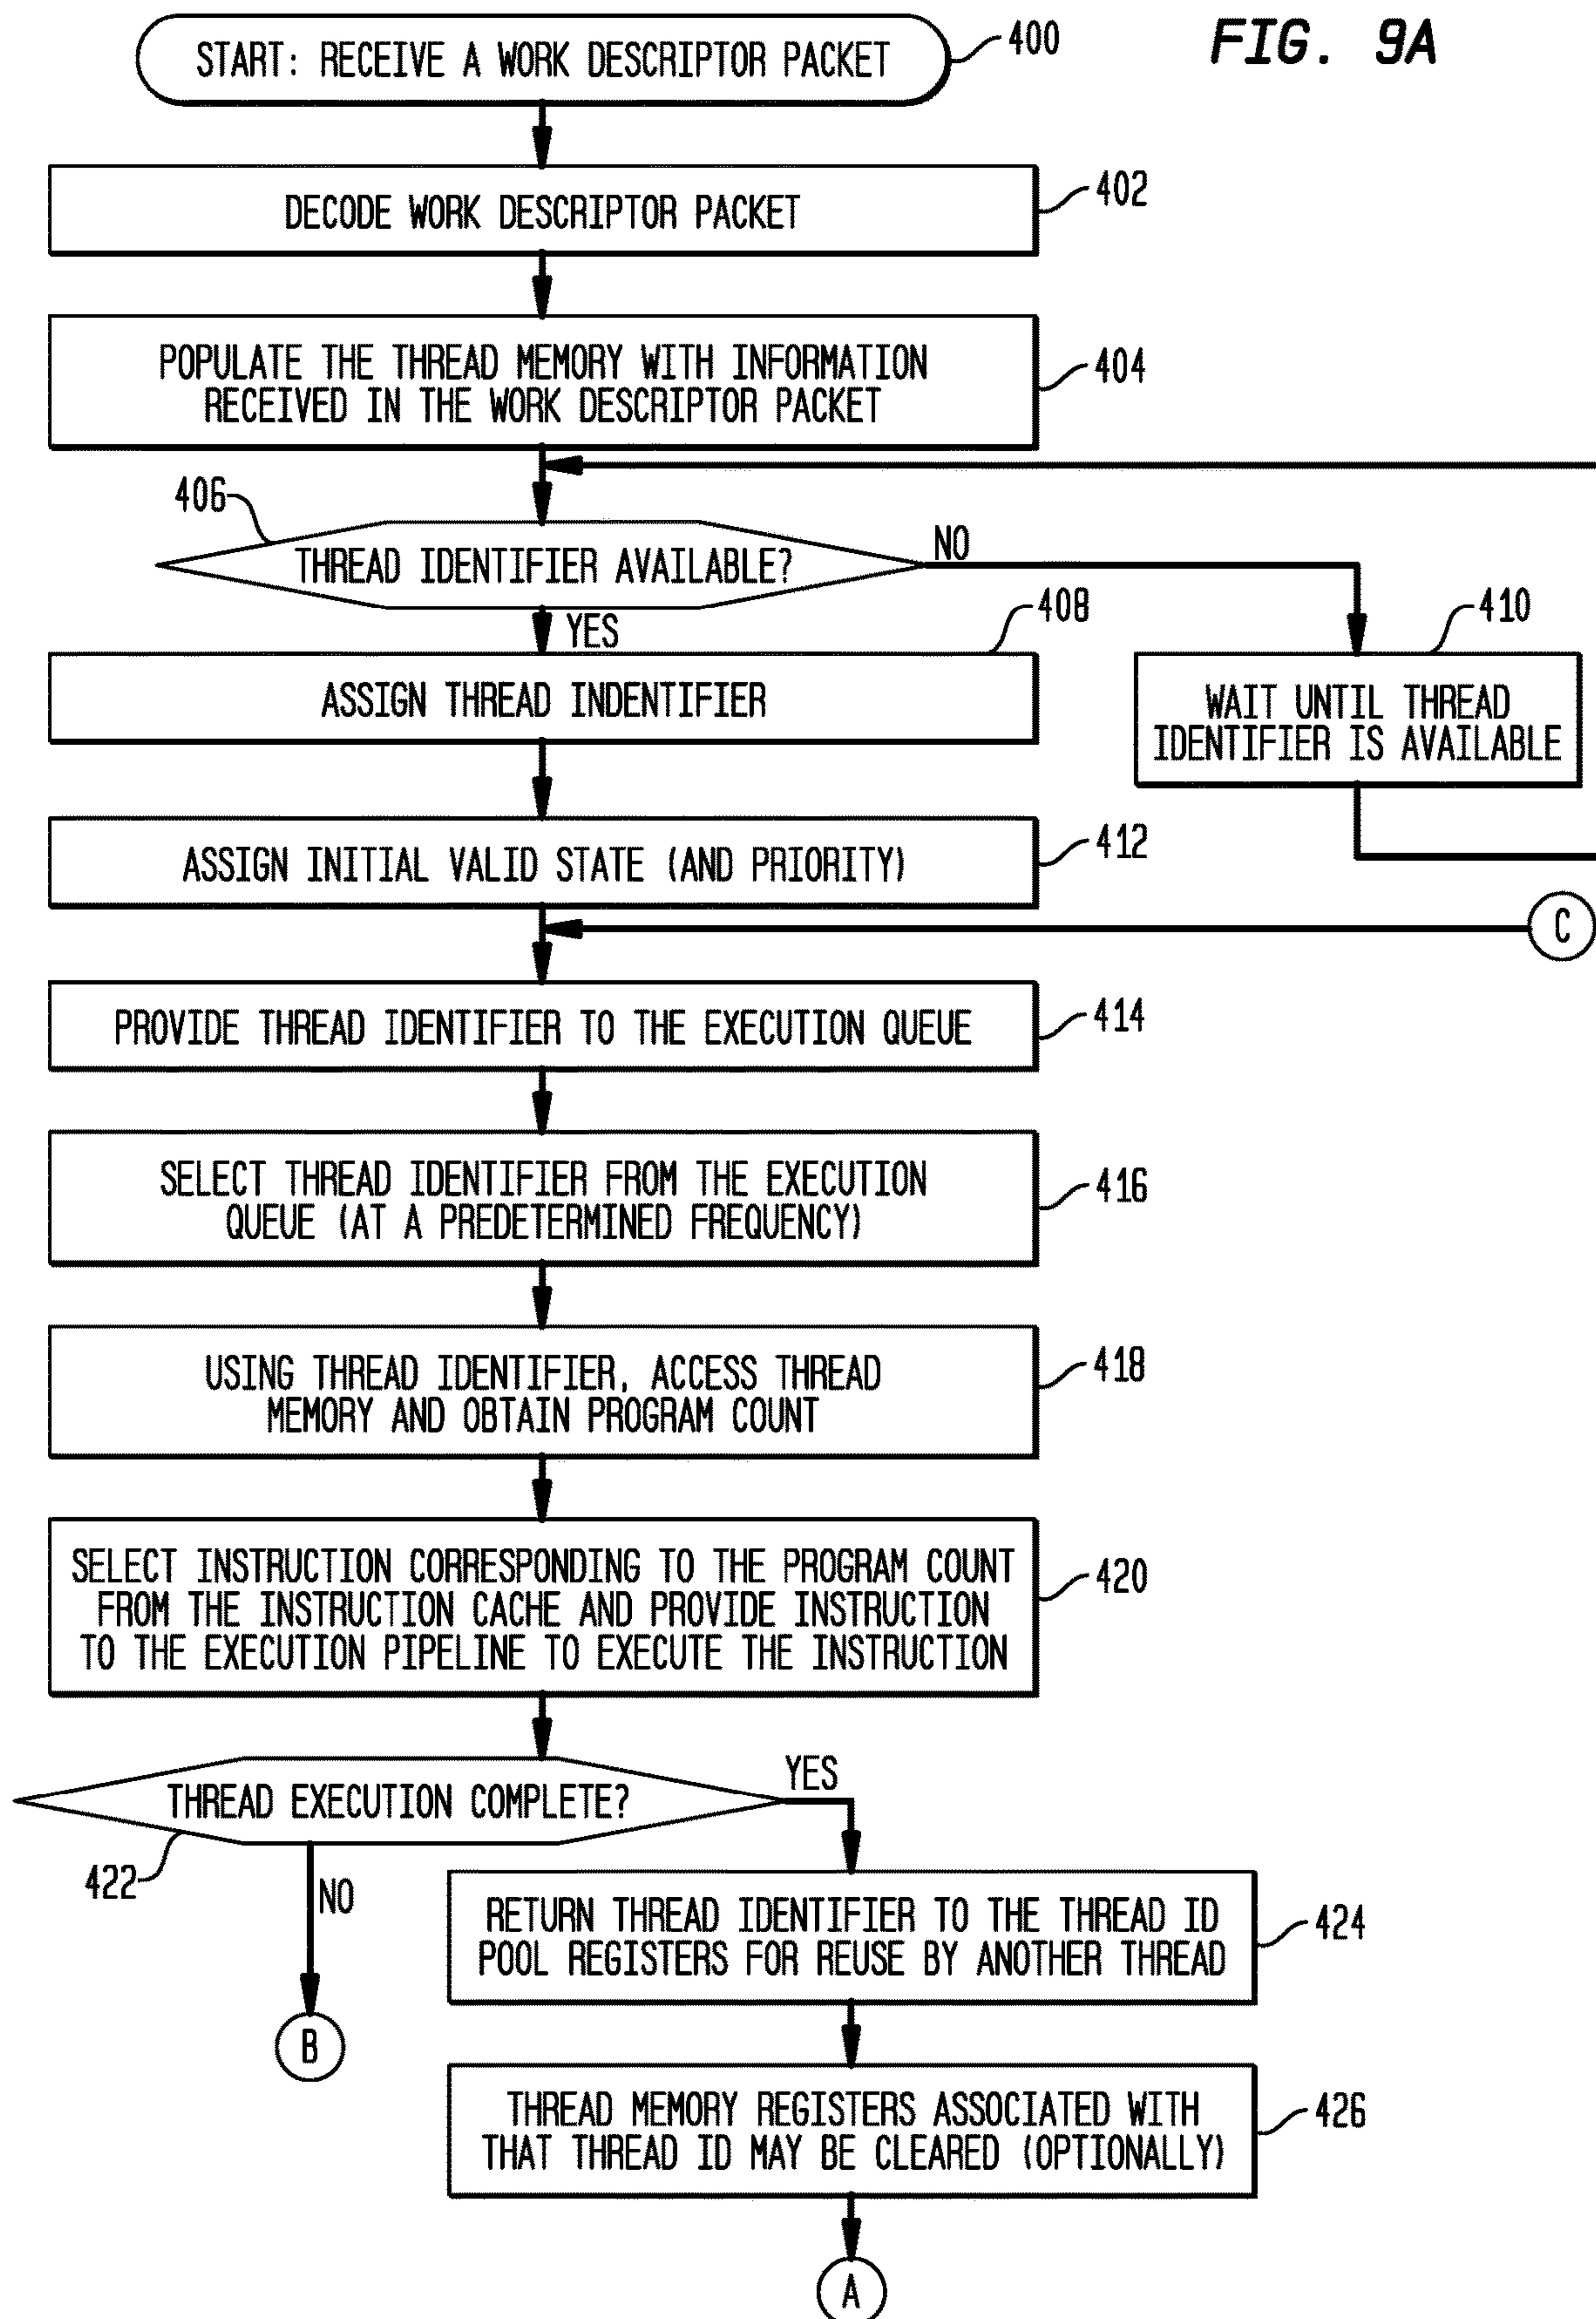 FIG. 9A
START: RECEIVE A WORK DESCRIPTOR PACKET
400
DECODE WORK DESCRIPTOR PACKET
402
POPULATE THE THREAD MEMORY WITH INFORMATION
RECEIVED IN THE WORK DESCRIPTOR PACKET
404
406
THREAD IDENTIFIER AVAILABLE?
NO
YES
408
ASSIGN THREAD INDENTIFIER
410
WAIT UNTIL THREAD
IDENTIFIER IS AVAILABLE
ASSIGN INITIAL VALID STATE (AND PRIORITY)
412
C
PROVIDE THREAD IDENTIFIER TO THE EXECUTION QUEUE
414
SELECT THREAD IDENTIFIER FROM THE EXECUTION
QUEUE (AT A PREDETERMINED FREQUENCY)
416
USING THREAD IDENTIFIER, ACCESS THREAD
MEMORY AND OBTAIN PROGRAM COUNT
418
SELECT INSTRUCTION CORRESPONDING TO THE PROGRAM COUNT
FROM THE INSTRUCTION CACHE AND PROVIDE INSTRUCTION
TO THE EXECUTION PIPELINE TO EXECUTE THE INSTRUCTION
420
THREAD EXECUTION COMPLETE?
YES
422
NO
B
RETURN THREAD IDENTIFIER TO THE THREAD ID
POOL REGISTERS FOR REUSE BY ANOTHER THREAD
424
THREAD MEMORY REGISTERS ASSOCIATED WITH
THAT THREAD ID MAY BE CLEARED (OPTIONALLY)
426
A